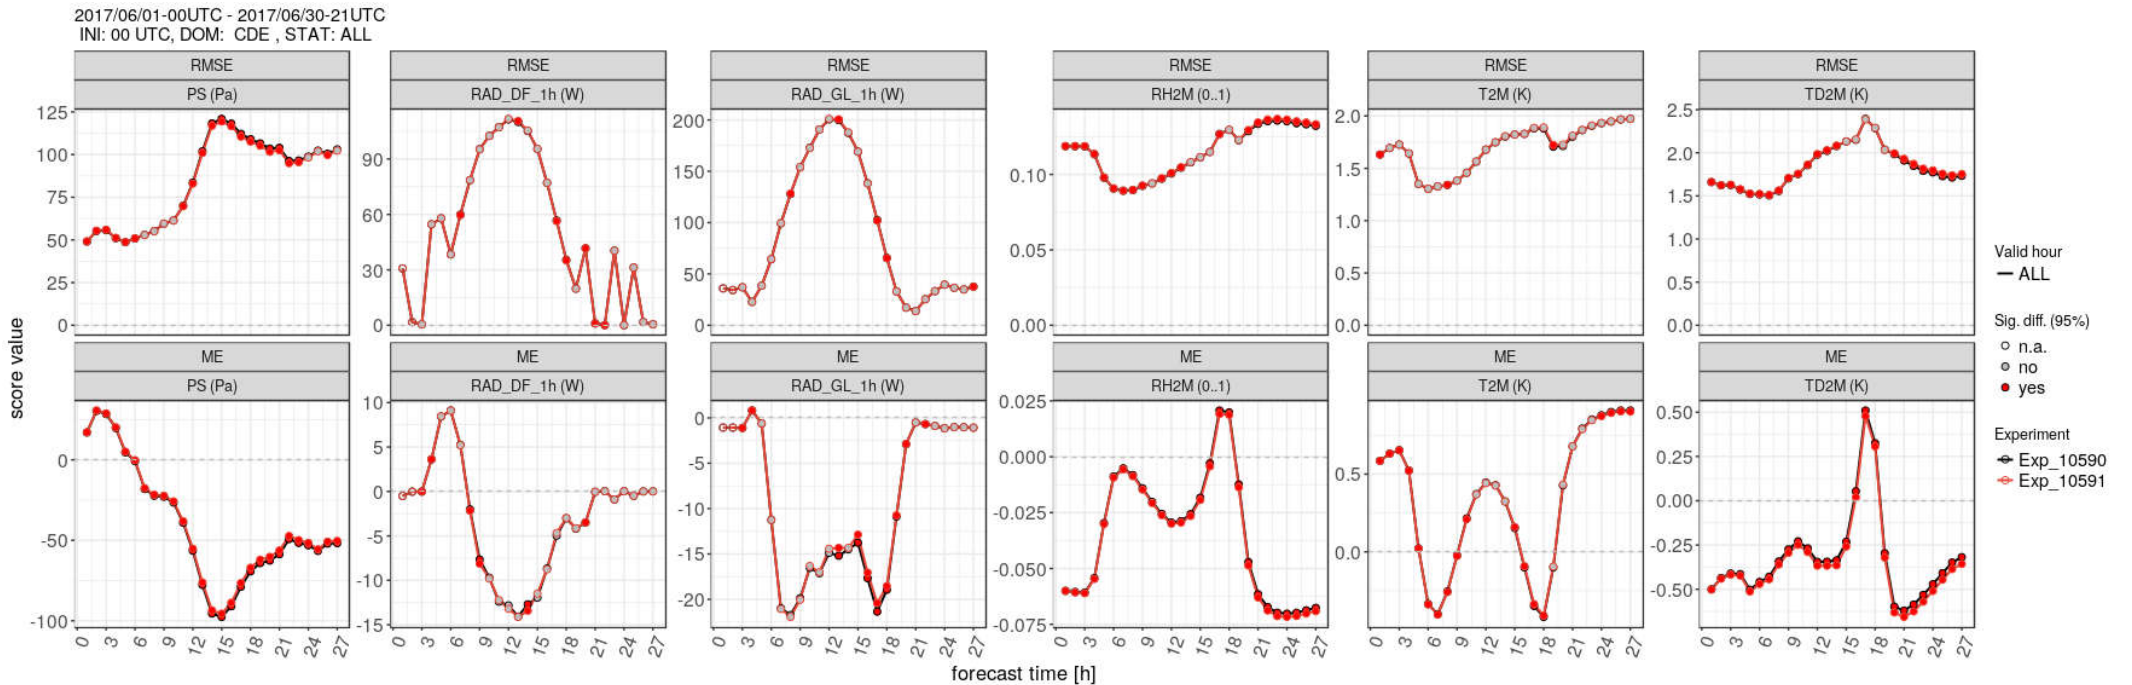 2017/06/01-00UTC - 2017/06/30-21UTC
INI: 00 UTC, DOM: CDE , STAT: ALL
RMSE RMSE RMSE RMSE RMSE RMSE
PS (Pa) RAD_DF_1h (W) RAD_GL_1h (W) RH2M (0..1) T2M (K) TD2M (K)
125
100
75
50
25
0
90
60
30
0
200
150
100
50
0
0.10
0.05
0.00
2.0
1.5
1.0
0.5
0.0
2.5
2.0
1.5
1.0
0.5
0.0
score value
ME ME ME ME ME ME
PS (Pa) RAD_DF_1h (W) RAD_GL_1h (W) RH2M (0..1) T2M (K) TD2M (K)
0
-50
-100
10
5
0
-5
-10
-15
0
-5
-10
-15
-20
0.025
0.000
-0.025
-0.050
-0.075
0.5
0.0
0.50
0.25
0.00
-0.25
-0.50
0 3 6 9 12 15 18 21 24 27
0 3 6 9 12 15 18 21 24 27
0 3 6 9 12 15 18 21 24 27
0 3 6 9 12 15 18 21 24 27
0 3 6 9 12 15 18 21 24 27
0 3 6 9 12 15 18 21 24 27
forecast time [h]
Valid hour
ALL
Sig. diff. (95%)
n.a.
no
yes
Experiment
Exp_10590
Exp_10591